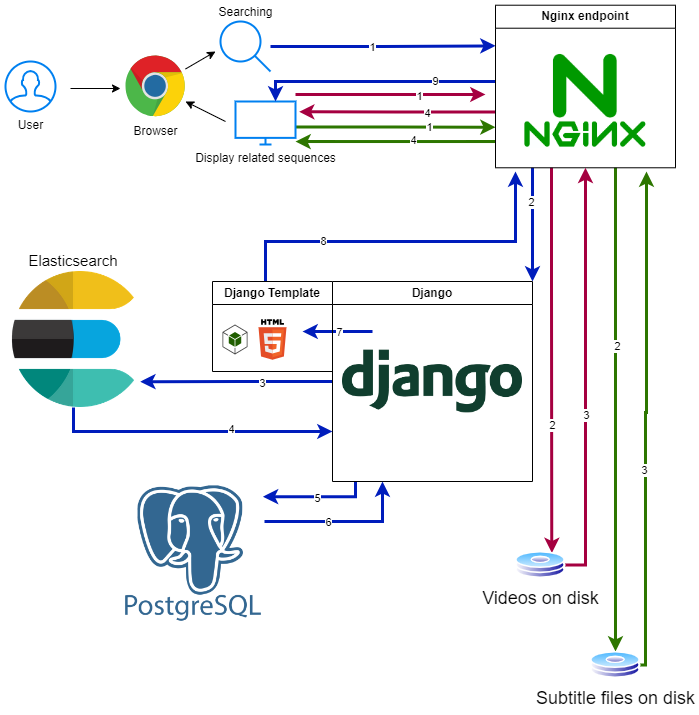 Searching
Nginx endpoint
1
9
1
4
1
4
NGiNX
User
Browser
Display related sequences
2
8
Elasticsearch
Django Template
Django
HTML
5
7
django
2
3
4
2
3
3
5
6
PostgreSQL
Videos on disk
Subtitle files on disk